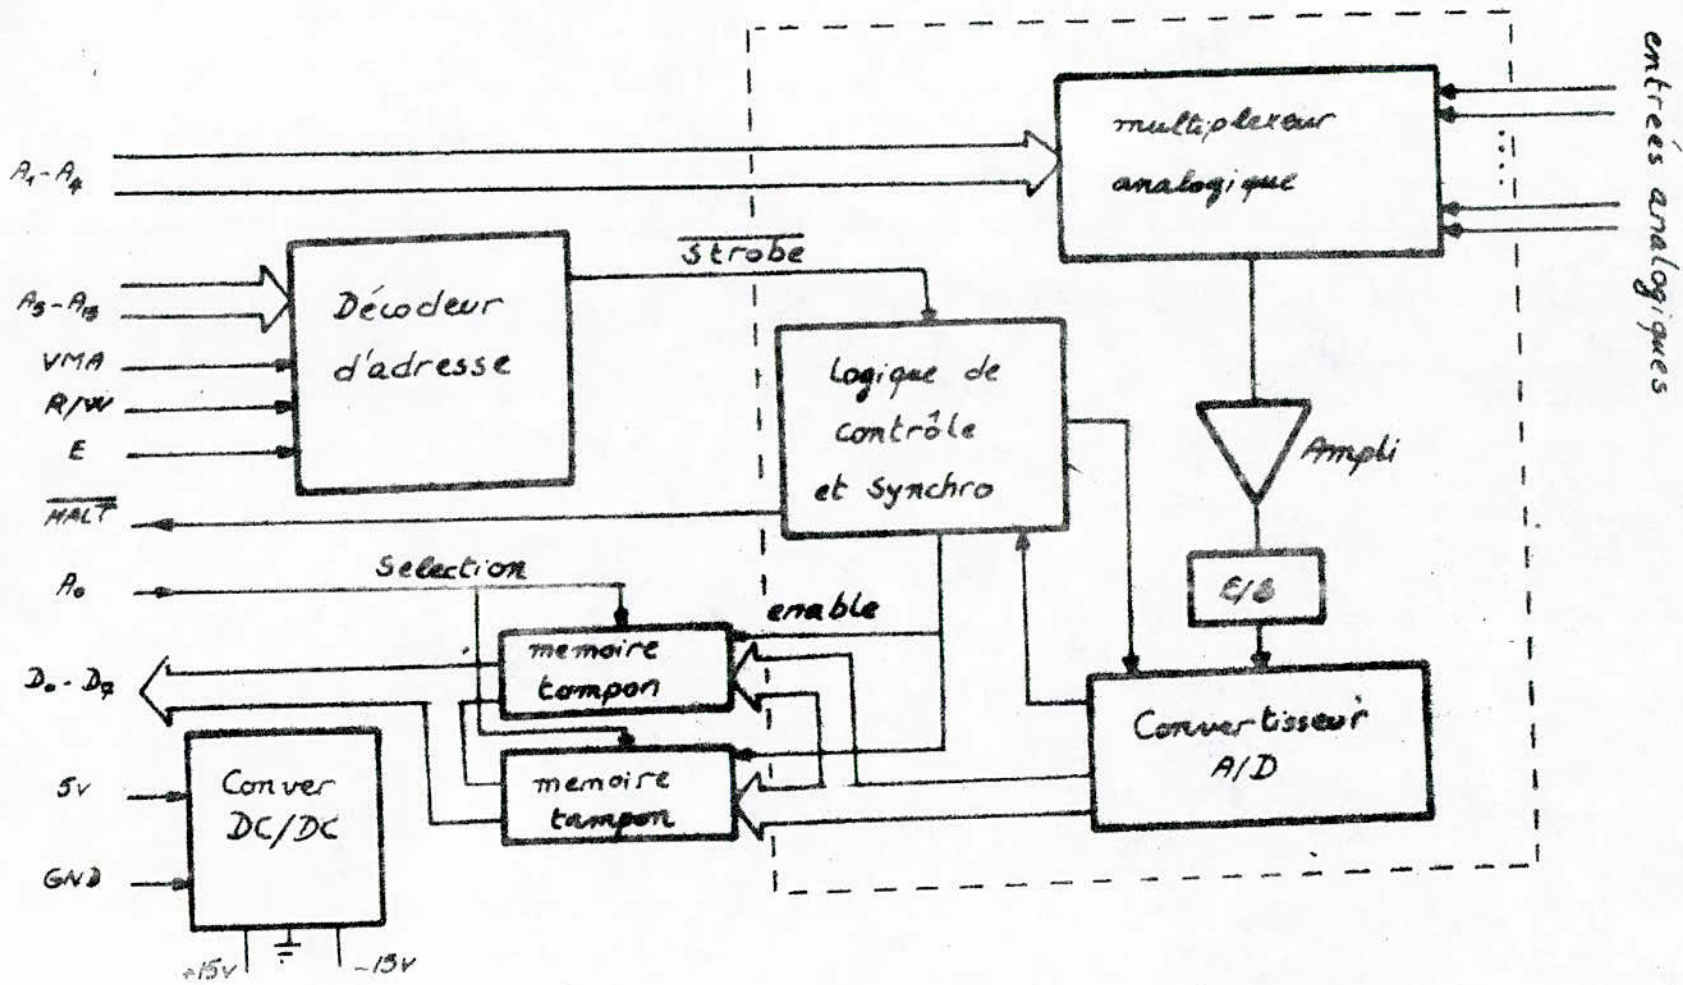 entreés analogiques
multiplexeur
analogique
A₁-A₄
Strobe
Décodeur
d'adresse
A₅-A₁₅
VMA
R/W
E
HALT
Logique de
contrôle
et Synchro
Ampli
E/B
Selection
A₀
enable
memoire
tampon
D₀-D₇
memoire
tampon
Convertisseur
A/D
5v
Conver
DC/DC
GND
+15v
-15v